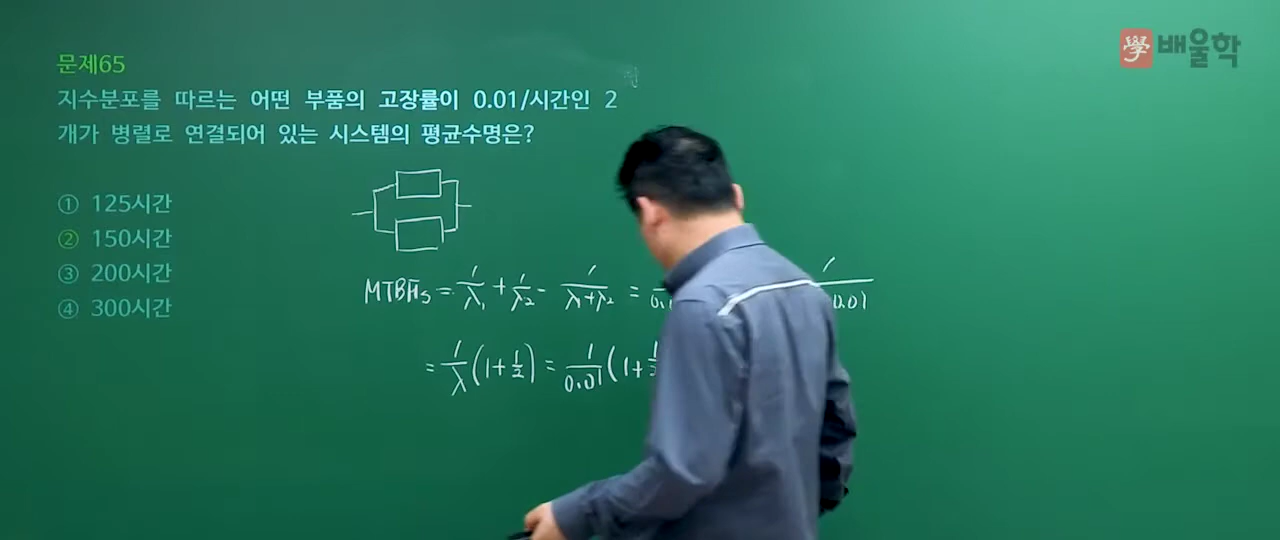 學 배울학
문제65
지수분포를 따르는 어떤 부품의 고장률이 0.01/시간인 2
개가 병렬로 연결되어 있는 시스템의 평균수명은?
① 125시간
② 150시간
③ 200시간
④ 300시간
MTBFs = 1/λ1 + 1/λ2 - 1/(λ1+λ2) =
= 1/λ (1 + 1/2) = 1/0.01 (1 +